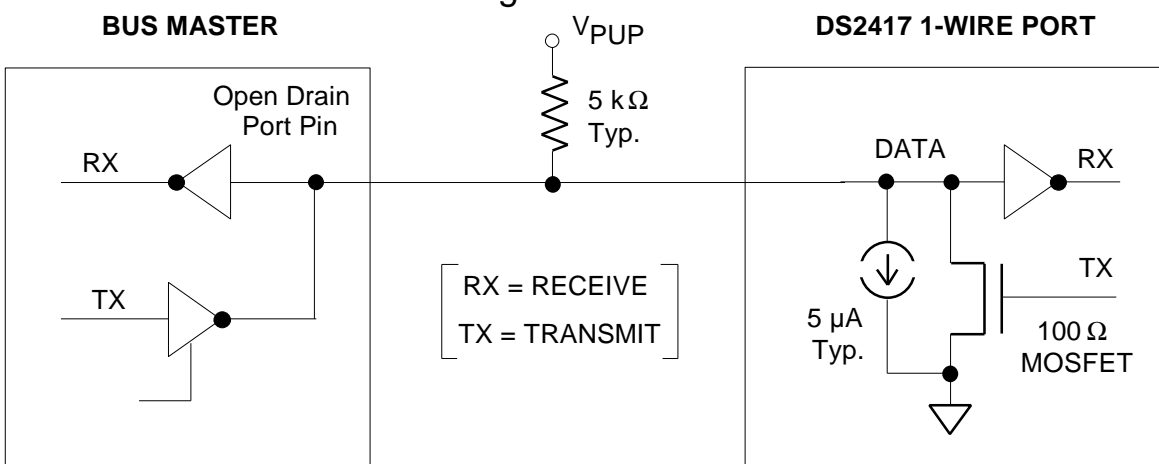 BUS MASTER
VPUP
DS2417 1-WIRE PORT
Open Drain
Port Pin
5 kΩ
Typ.
RX
DATA
RX
TX
RX = RECEIVE
TX = TRANSMIT
5 µA
Typ.
TX
100 Ω
MOSFET